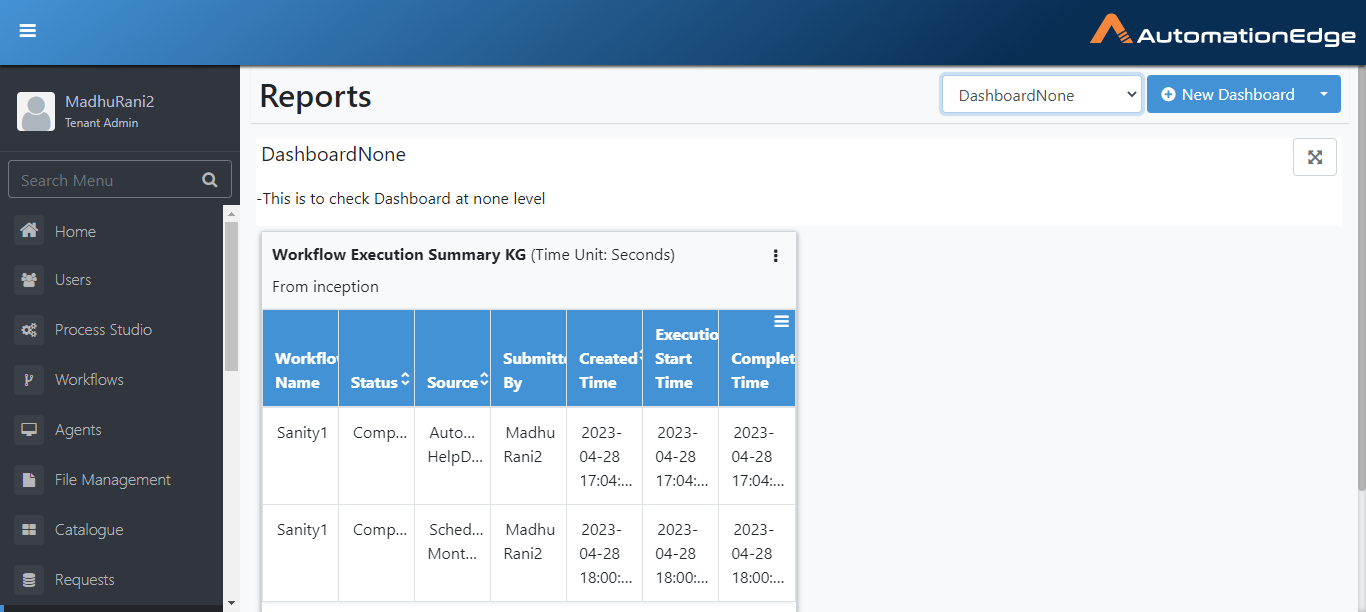 AutomationEdge
MadhuRani2
Tenant Admin
Search Menu
Home
Users
Process Studio
Workflows
Agents
File Management
Catalogue
Requests
Reports
DashboardNone
New Dashboard
DashboardNone
-This is to check Dashboard at none level
Workflow Execution Summary KG (Time Unit: Seconds)
From inception
Workflo
Name
Status
Source
Submitte
By
Created
Time
Executio
Start
Time
Complet
Time
Sanity1
Comp...
Auto...
HelpD...
Madhu
Rani2
2023-
04-28
17:04:...
2023-
04-28
17:04:...
2023-
04-28
17:04:...
Sanity1
Comp...
Sched...
Mont...
Madhu
Rani2
2023-
04-28
18:00:...
2023-
04-28
18:00:...
2023-
04-28
18:00:...